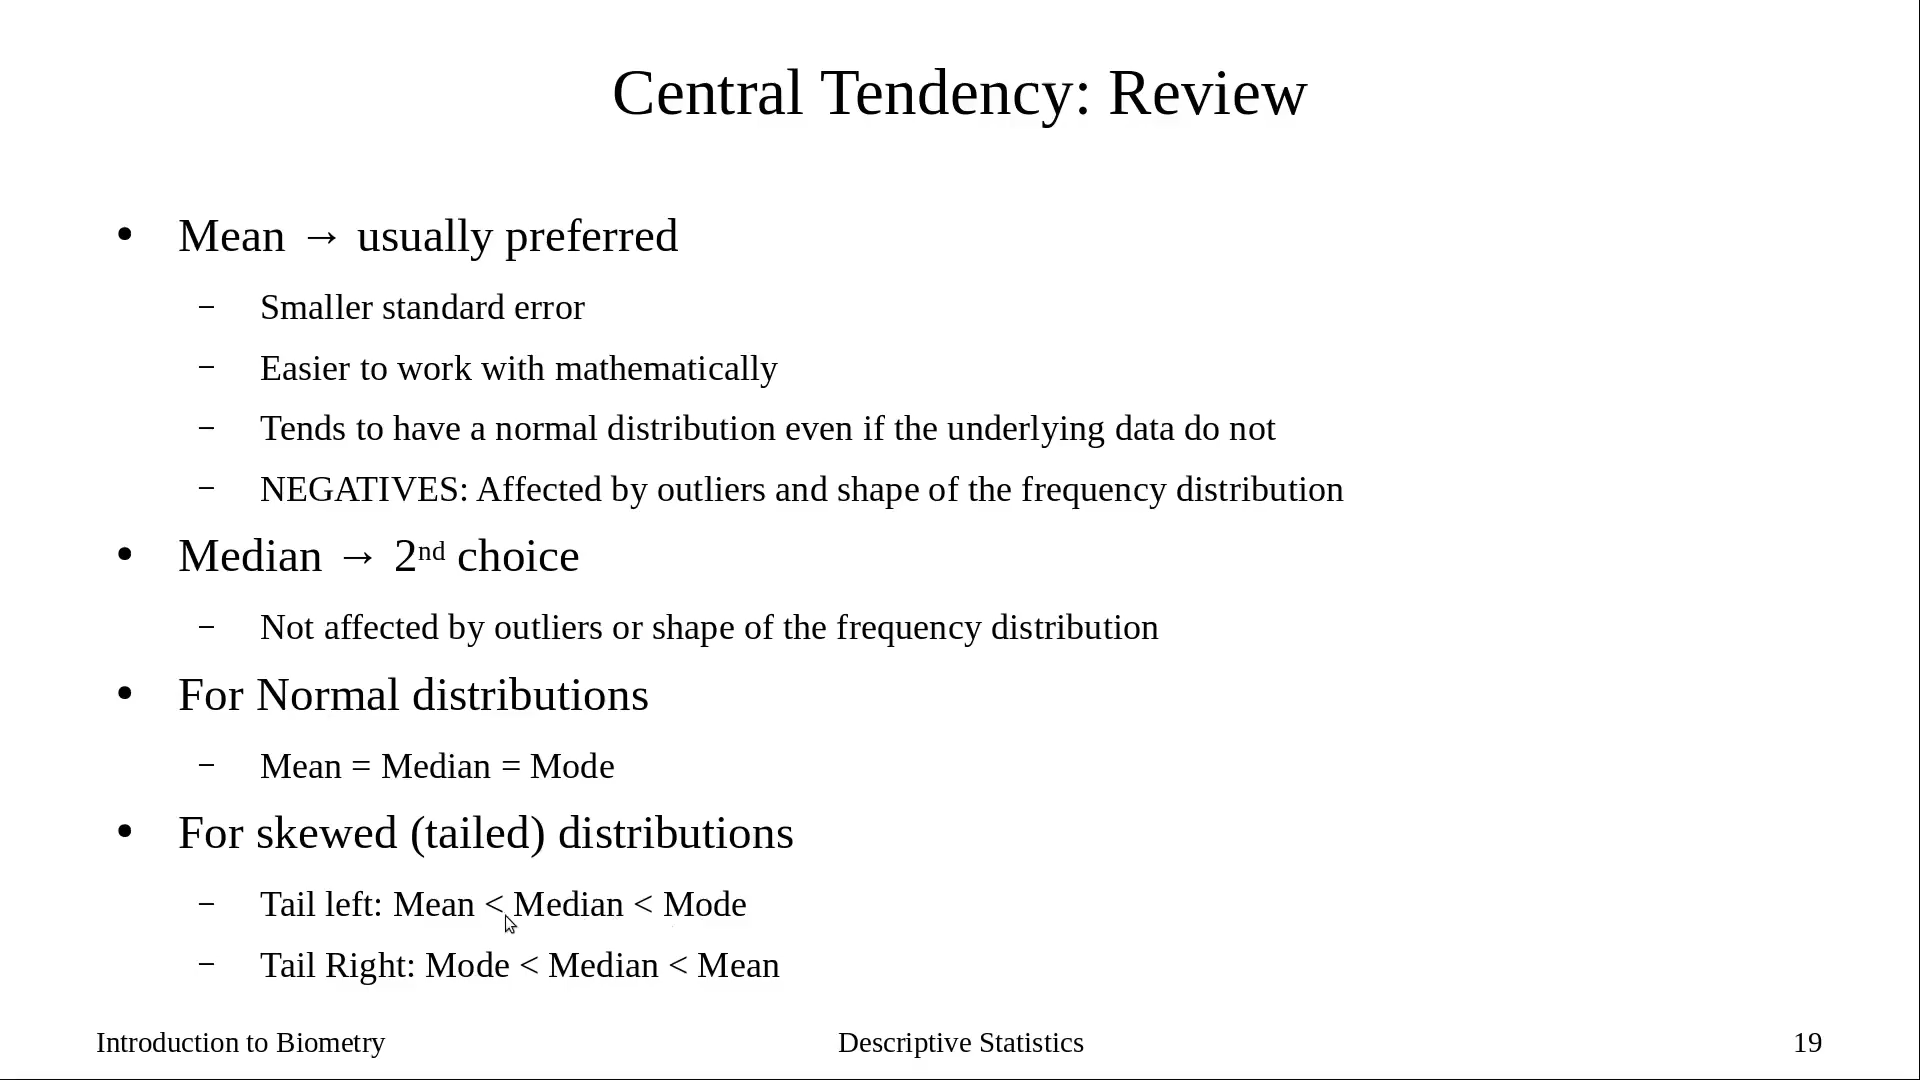 Central Tendency: Review
• Mean → usually preferred
– Smaller standard error
– Easier to work with mathematically
– Tends to have a normal distribution even if the underlying data do not
– NEGATIVES: Affected by outliers and shape of the frequency distribution
• Median → 2nd choice
– Not affected by outliers or shape of the frequency distribution
• For Normal distributions
– Mean = Median = Mode
• For skewed (tailed) distributions
– Tail left: Mean < Median < Mode
– Tail Right: Mode < Median < Mean
Introduction to Biometry
Descriptive Statistics
19